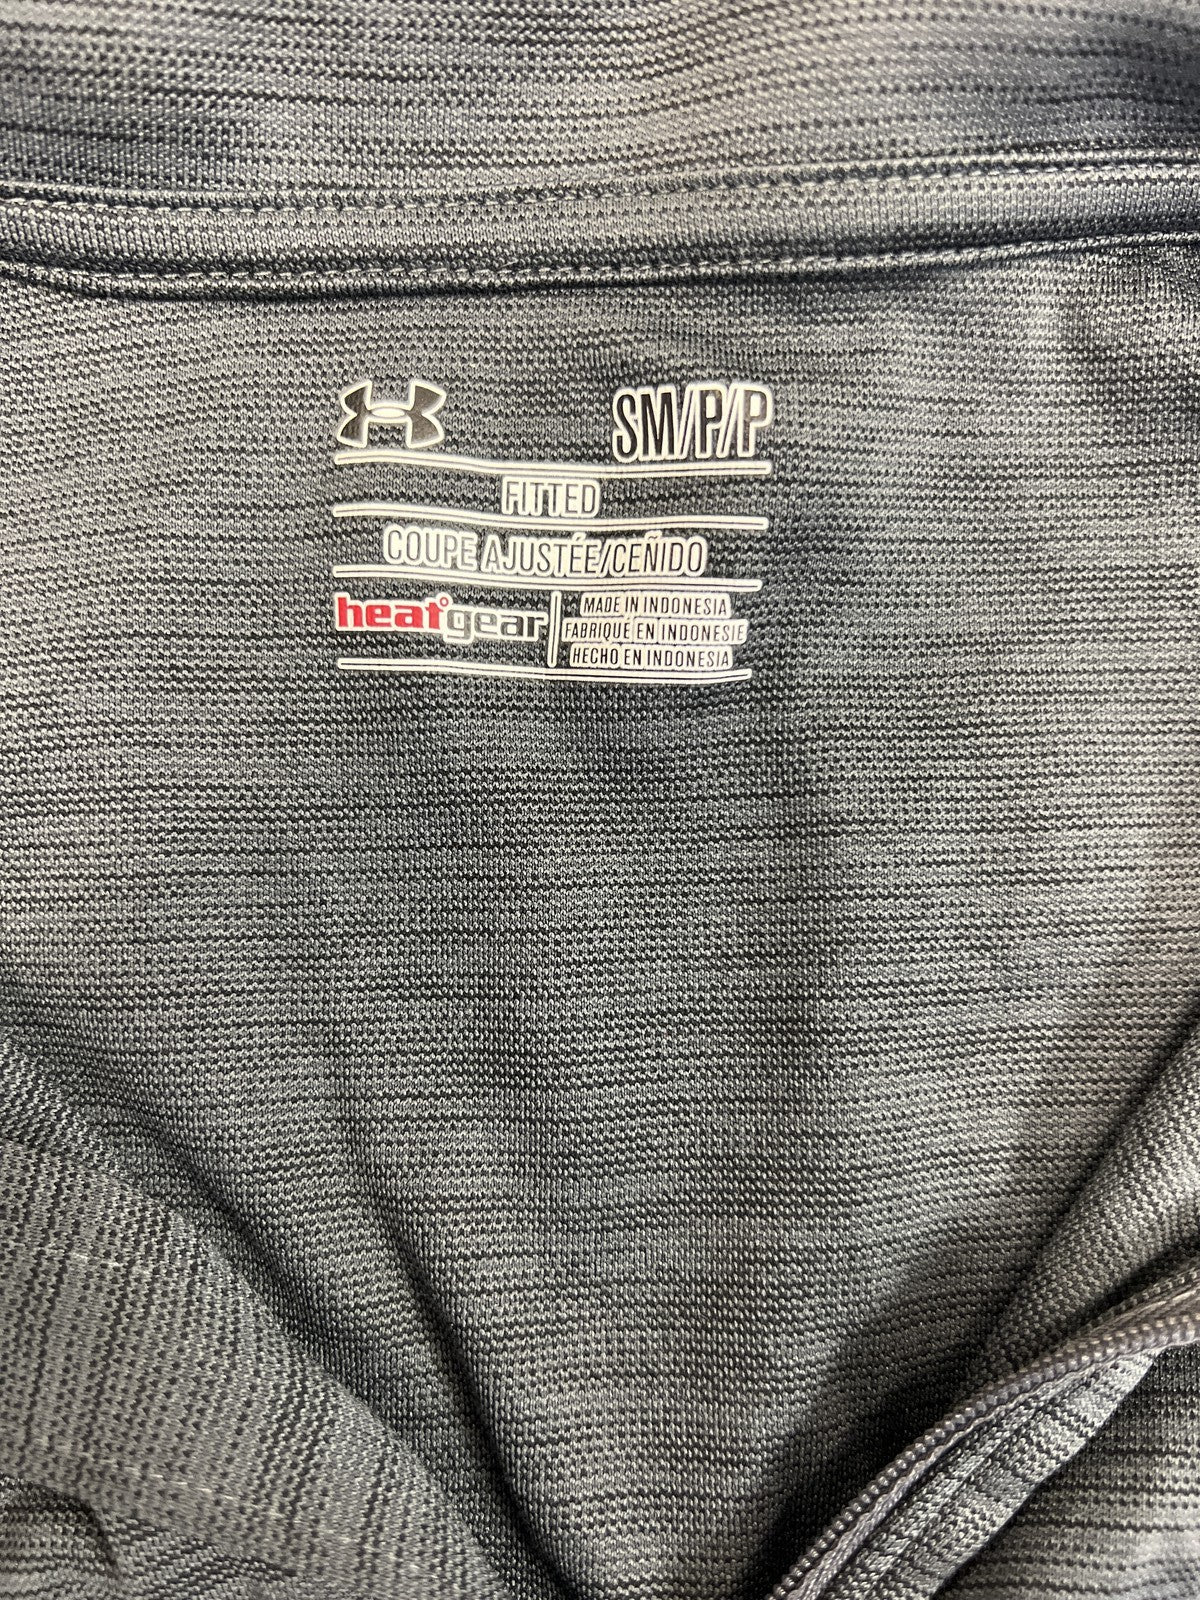 SM/P/P
FITTED
COUPE AJUSTÉE/CEÑIDO
heatgear
MADE IN INDONESIA
FABRIQUÉ EN INDONESIE
HECHO EN INDONESIA